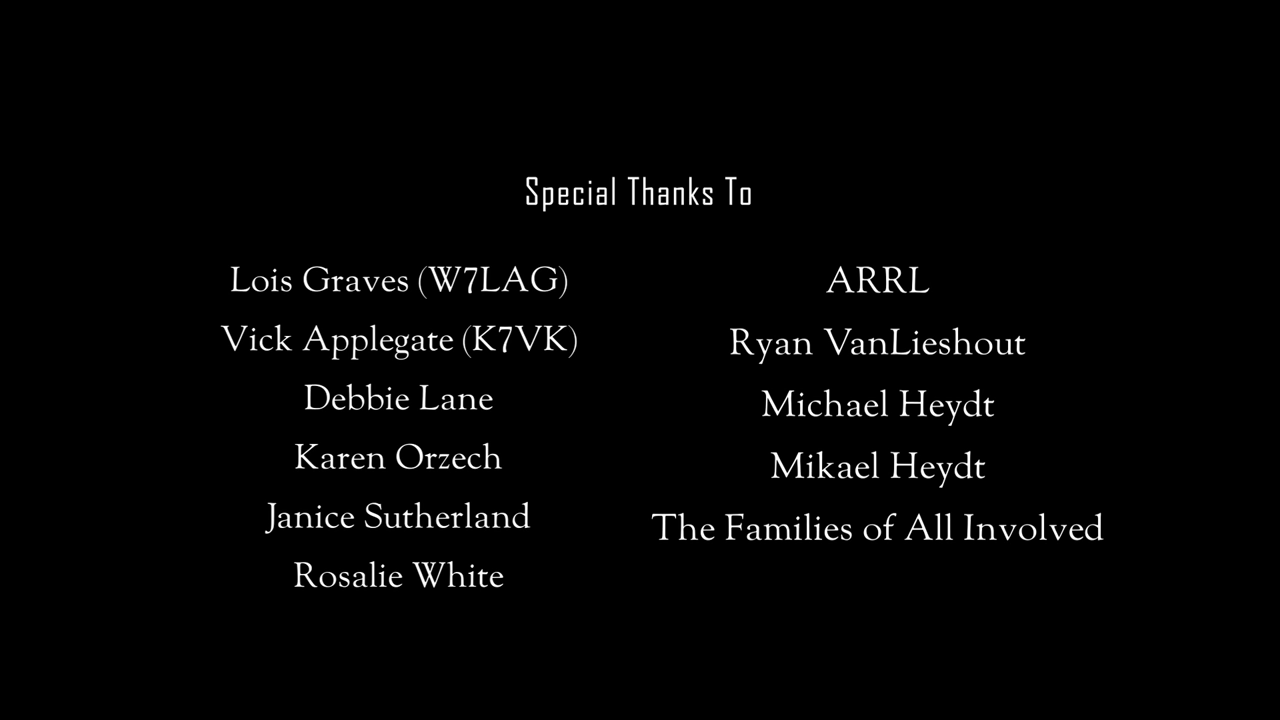 Special Thanks To
Lois Graves (W7LAG)
Vick Applegate (K7VK)
Debbie Lane
Karen Orzech
Janice Sutherland
Rosalie White
ARRL
Ryan VanLieshout
Michael Heydt
Mikael Heydt
The Families of All Involved